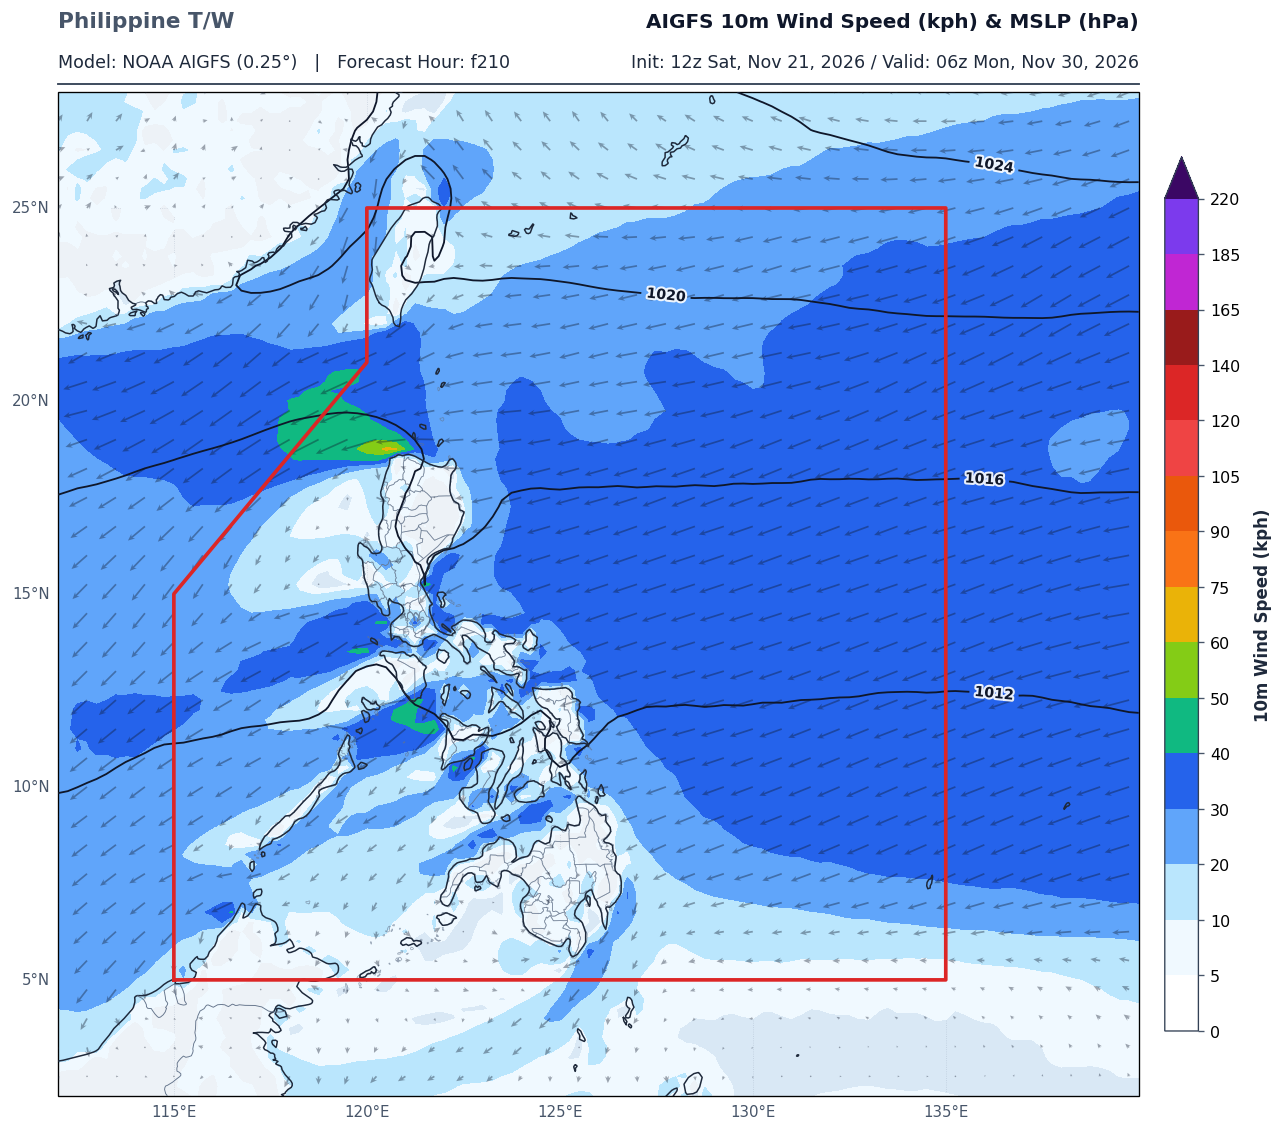 Philippine T/W
AIGFS 10m Wind Speed (kph) & MSLP (hPa)
Model: NOAA AIGFS (0.25°) | Forecast Hour: f210
Init: 12z Sat, Nov 21, 2026 / Valid: 06z Mon, Nov 30, 2026
1024
1020
1016
1012
25°N
20°N
15°N
10°N
5°N
115°E
120°E
125°E
130°E
135°E
220
185
165
140
120
105
90
75
60
50
40
30
20
10
5
0
10m Wind Speed (kph)